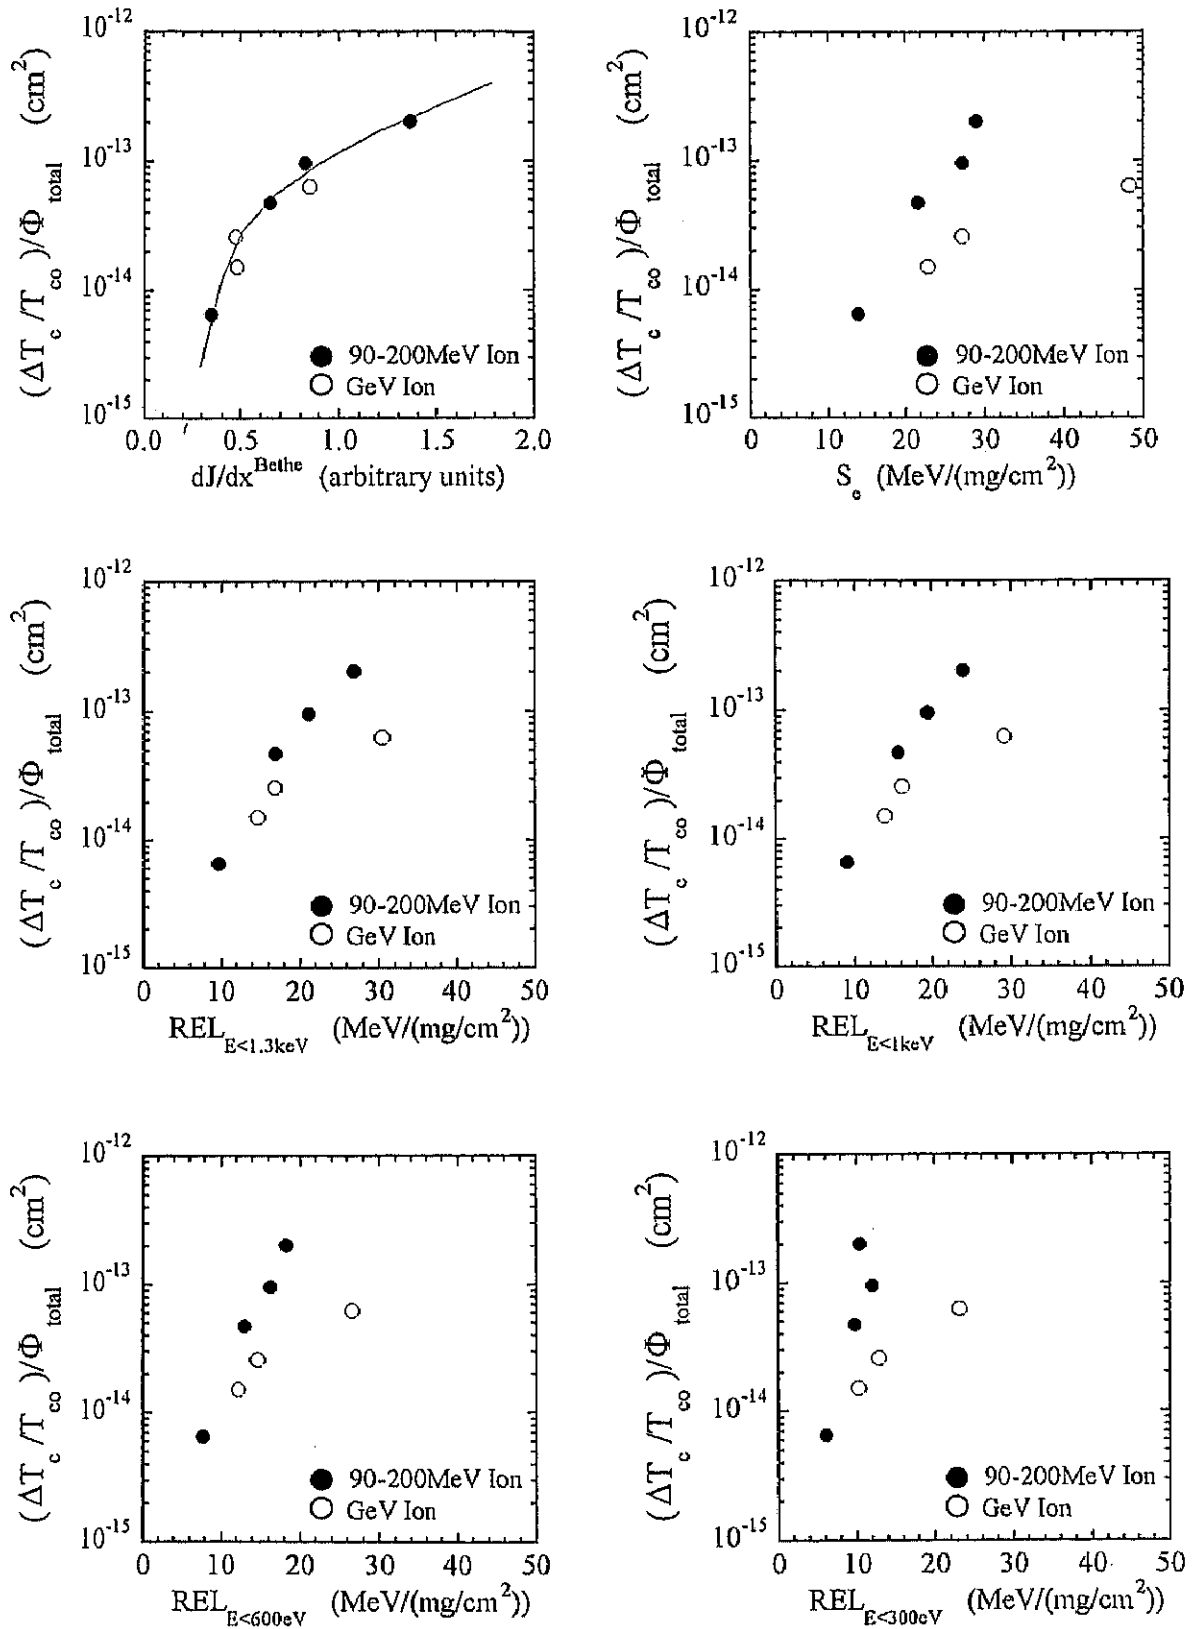 (ΔT_c/T_co)/Φ_total (cm^2)
10^-12
10^-13
10^-14
10^-15
● 90-200MeV Ion
○ GeV Ion
0.0 0.5 1.0 1.5 2.0
dJ/dx^Bethe (arbitrary units)
(ΔT_c/T_co)/Φ_total (cm^2)
10^-12
10^-13
10^-14
10^-15
● 90-200MeV Ion
○ GeV Ion
0 10 20 30 40 50
S_e (MeV/(mg/cm^2))
(ΔT_c/T_co)/Φ_total (cm^2)
10^-12
10^-13
10^-14
10^-15
● 90-200MeV Ion
○ GeV Ion
0 10 20 30 40 50
REL_E<1.3keV (MeV/(mg/cm^2))
(ΔT_c/T_co)/Φ_total (cm^2)
10^-12
10^-13
10^-14
10^-15
● 90-200MeV Ion
○ GeV Ion
0 10 20 30 40 50
REL_E<1keV (MeV/(mg/cm^2))
(ΔT_c/T_co)/Φ_total (cm^2)
10^-12
10^-13
10^-14
10^-15
● 90-200MeV Ion
○ GeV Ion
0 10 20 30 40 50
REL_E<600eV (MeV/(mg/cm^2))
(ΔT_c/T_co)/Φ_total (cm^2)
10^-12
10^-13
10^-14
10^-15
● 90-200MeV Ion
○ GeV Ion
0 10 20 30 40 50
REL_E<300eV (MeV/(mg/cm^2))